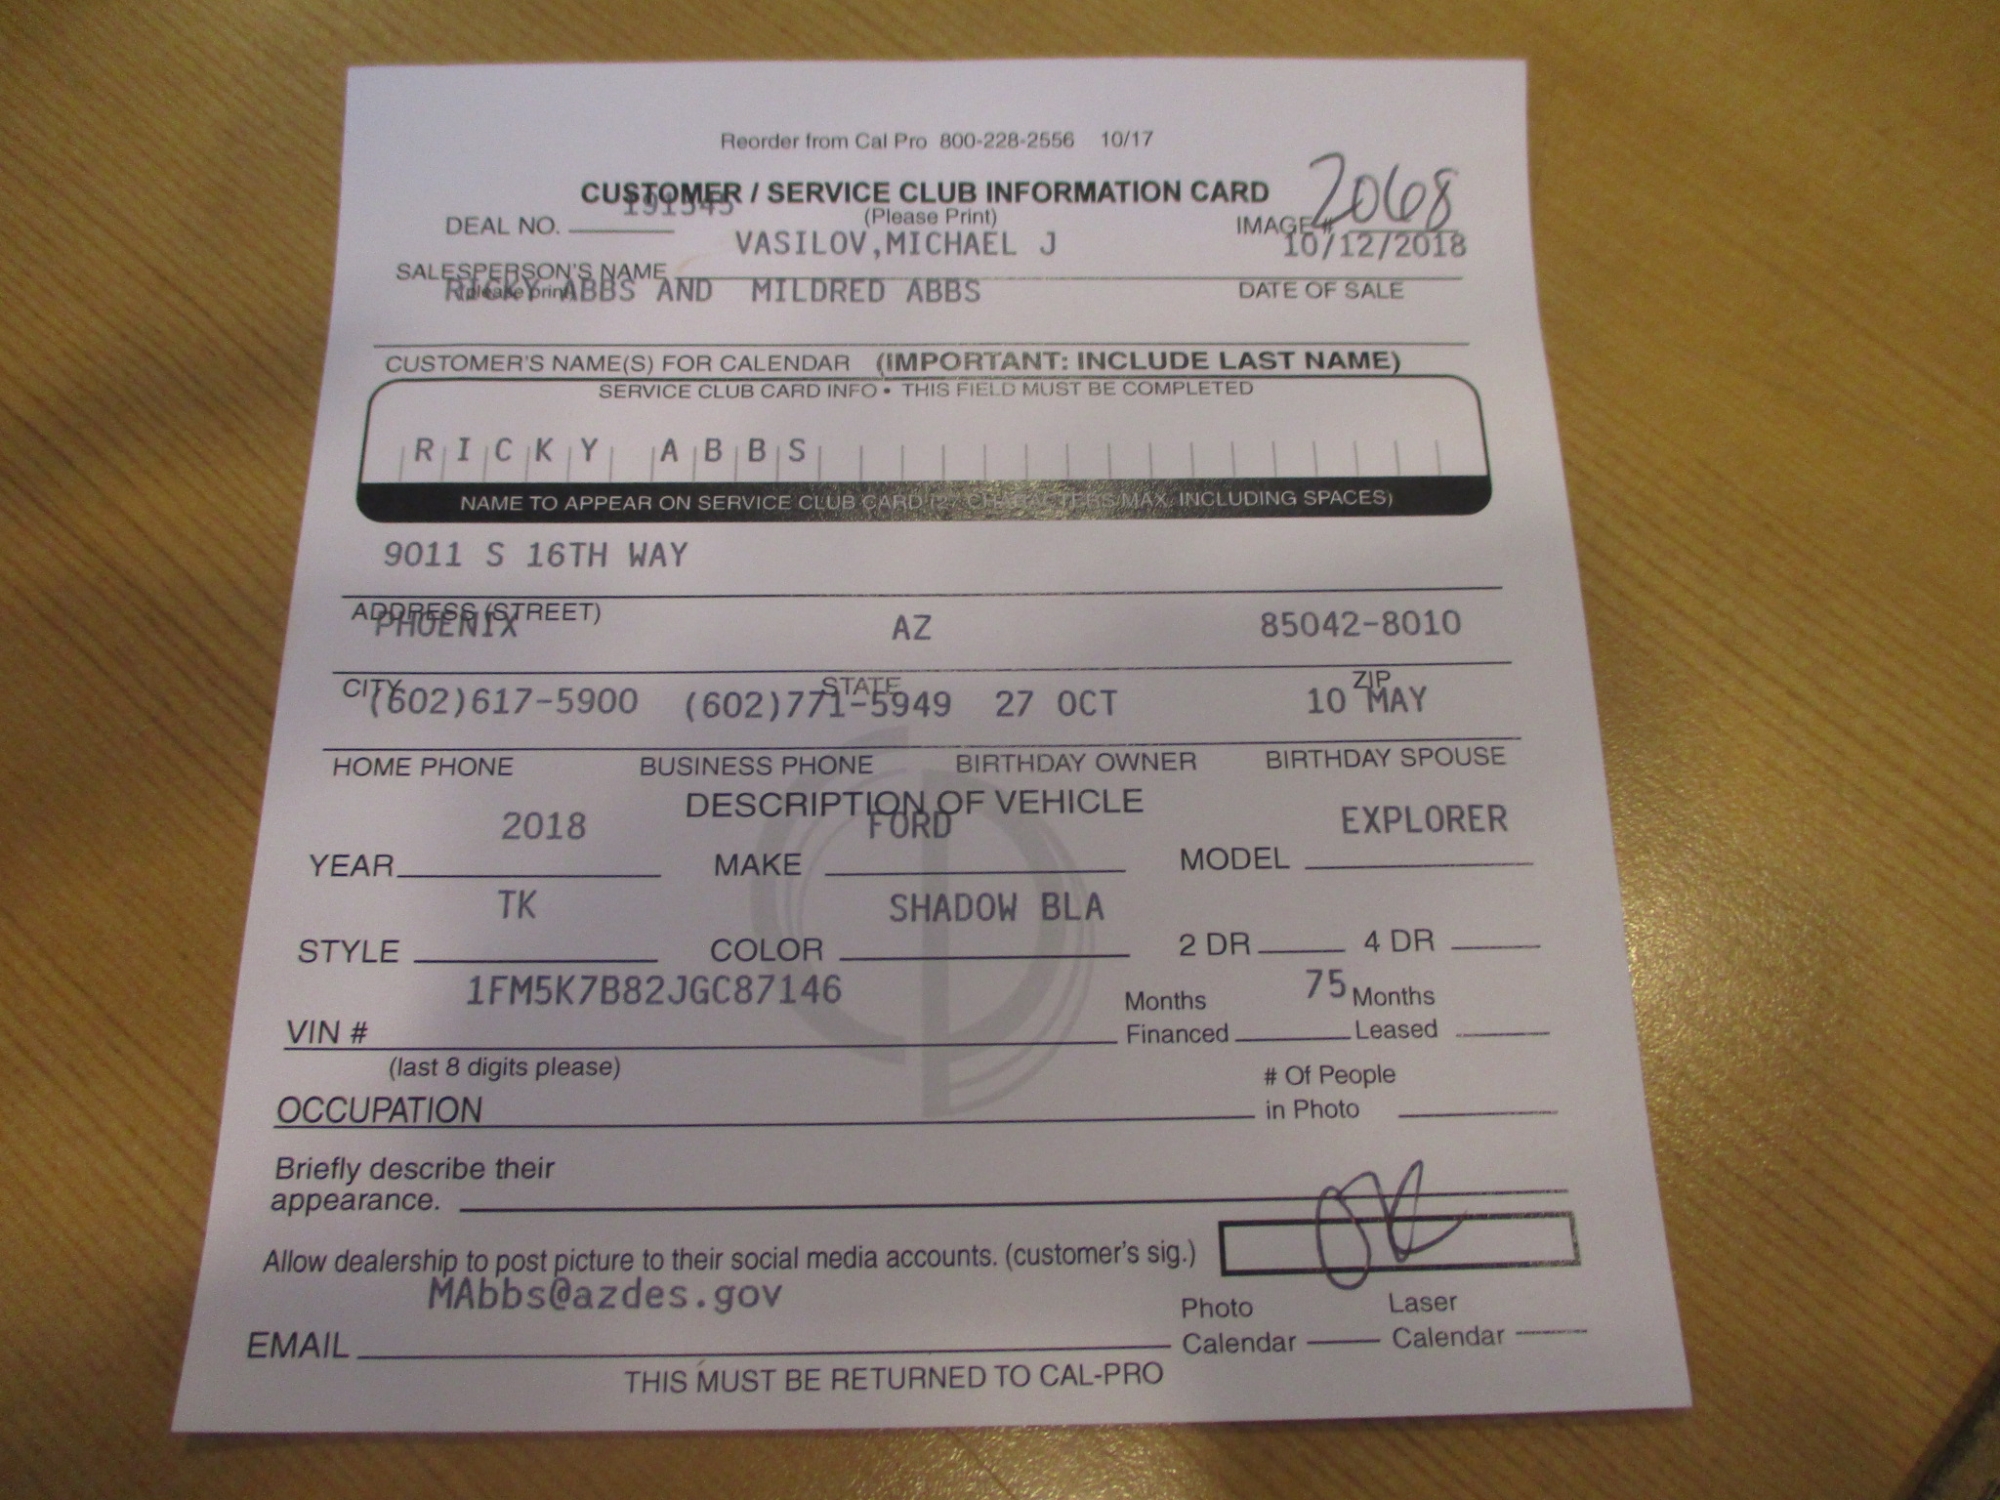 Reorder from Cal Pro 800-228-2556 10/17
CUSTOMER / SERVICE CLUB INFORMATION CARD
(Please Print)
DEAL NO. 191545
IMAGE # 2068
VASILOV,MICHAEL J
10/12/2018
SALESPERSON'S NAME
(please print)
DATE OF SALE
RICKY ABBS AND MILDRED ABBS
CUSTOMER'S NAME(S) FOR CALENDAR (IMPORTANT: INCLUDE LAST NAME)
SERVICE CLUB CARD INFO • THIS FIELD MUST BE COMPLETED
RICKY ABBS
NAME TO APPEAR ON SERVICE CLUB CARD (27 CHARACTERS/MAX. INCLUDING SPACES)
9011 S 16TH WAY
ADDRESS (STREET)
PHOENIX AZ 85042-8010
CITY STATE ZIP
(602)617-5900 (602)771-5949 27 OCT 10 MAY
HOME PHONE BUSINESS PHONE BIRTHDAY OWNER BIRTHDAY SPOUSE
DESCRIPTION OF VEHICLE
2018 FORD EXPLORER
YEAR MAKE MODEL
TK SHADOW BLA
STYLE COLOR 2 DR 4 DR
1FM5K7B82JGC87146 Months 75 Months
VIN # Financed Leased
(last 8 digits please)
# Of People
OCCUPATION in Photo
Briefly describe their
appearance.
Allow dealership to post picture to their social media accounts. (customer's sig.)
MAbbs@azdes.gov
Photo Laser
EMAIL Calendar Calendar
THIS MUST BE RETURNED TO CAL-PRO